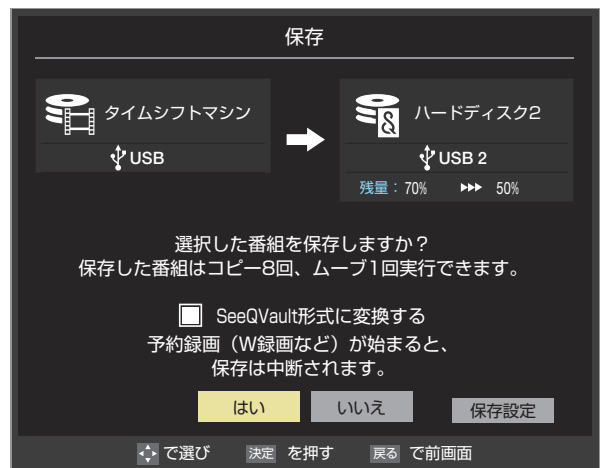 保存
タイムシフトマシン
USB
ハードディスク2
USB 2
残量：70% 50%
選択した番組を保存しますか？
保存した番組はコピー8回、ムーブ1回実行できます。
SeeQVault形式に変換する
予約録画（W録画など）が始まると、
保存は中断されます。
はい いいえ 保存設定
で選び 決定 を押す 戻る で前画面